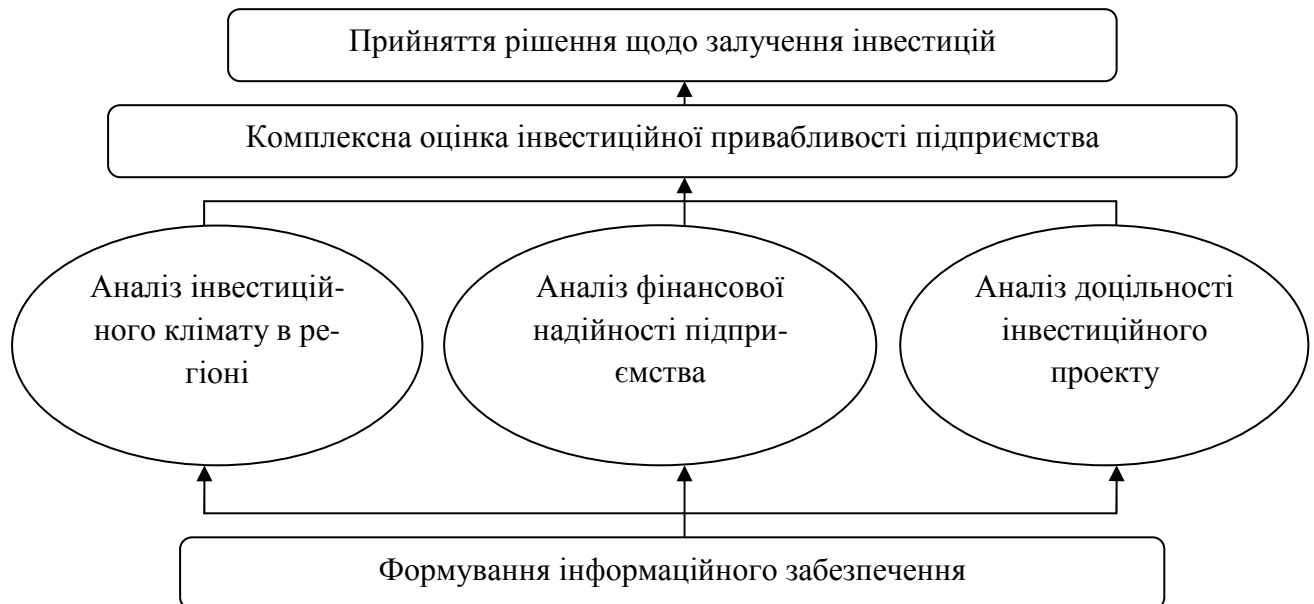 Прийняття рішення щодо залучення інвестицій
Комплексна оцінка інвестиційної привабливості підприємства
Аналіз інвестицій-
ного клімату в ре-
гіоні
Аналіз фінансової
надійності підпри-
ємства
Аналіз доцільності
інвестиційного
проекту
Формування інформаційного забезпечення